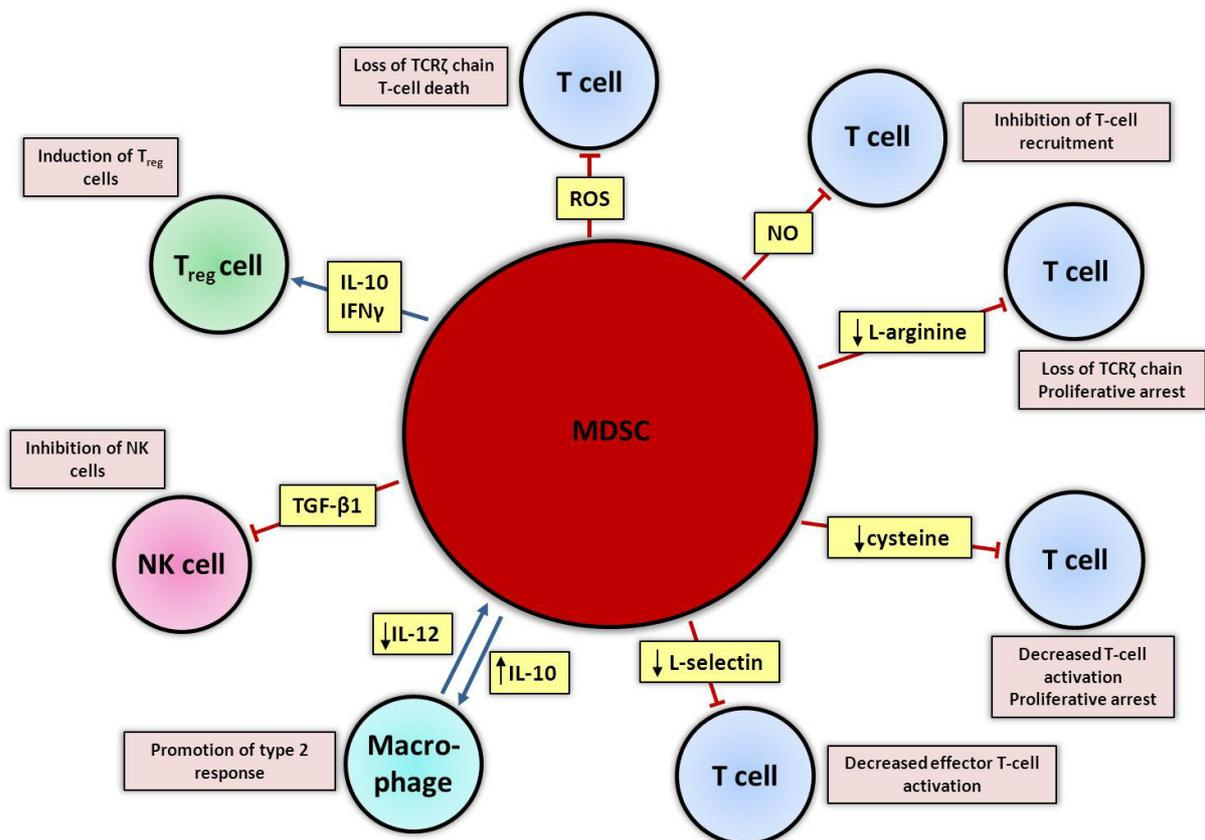 Loss of TCRζ chain
T-cell death
T cell
T cell
Inhibition of T-cell
recruitment
Induction of Treg
cells
ROS
NO
Treg cell
IL-10
IFNγ
T cell
↓ L-arginine
Loss of TCRζ chain
Proliferative arrest
MDSC
Inhibition of NK
cells
TGF-β1
NK cell
↓cysteine
T cell
↓IL-12
↑IL-10
↓ L-selectin
Decreased T-cell
activation
Proliferative arrest
Promotion of type 2
response
Macro-
phage
T cell
Decreased effector T-cell
activation